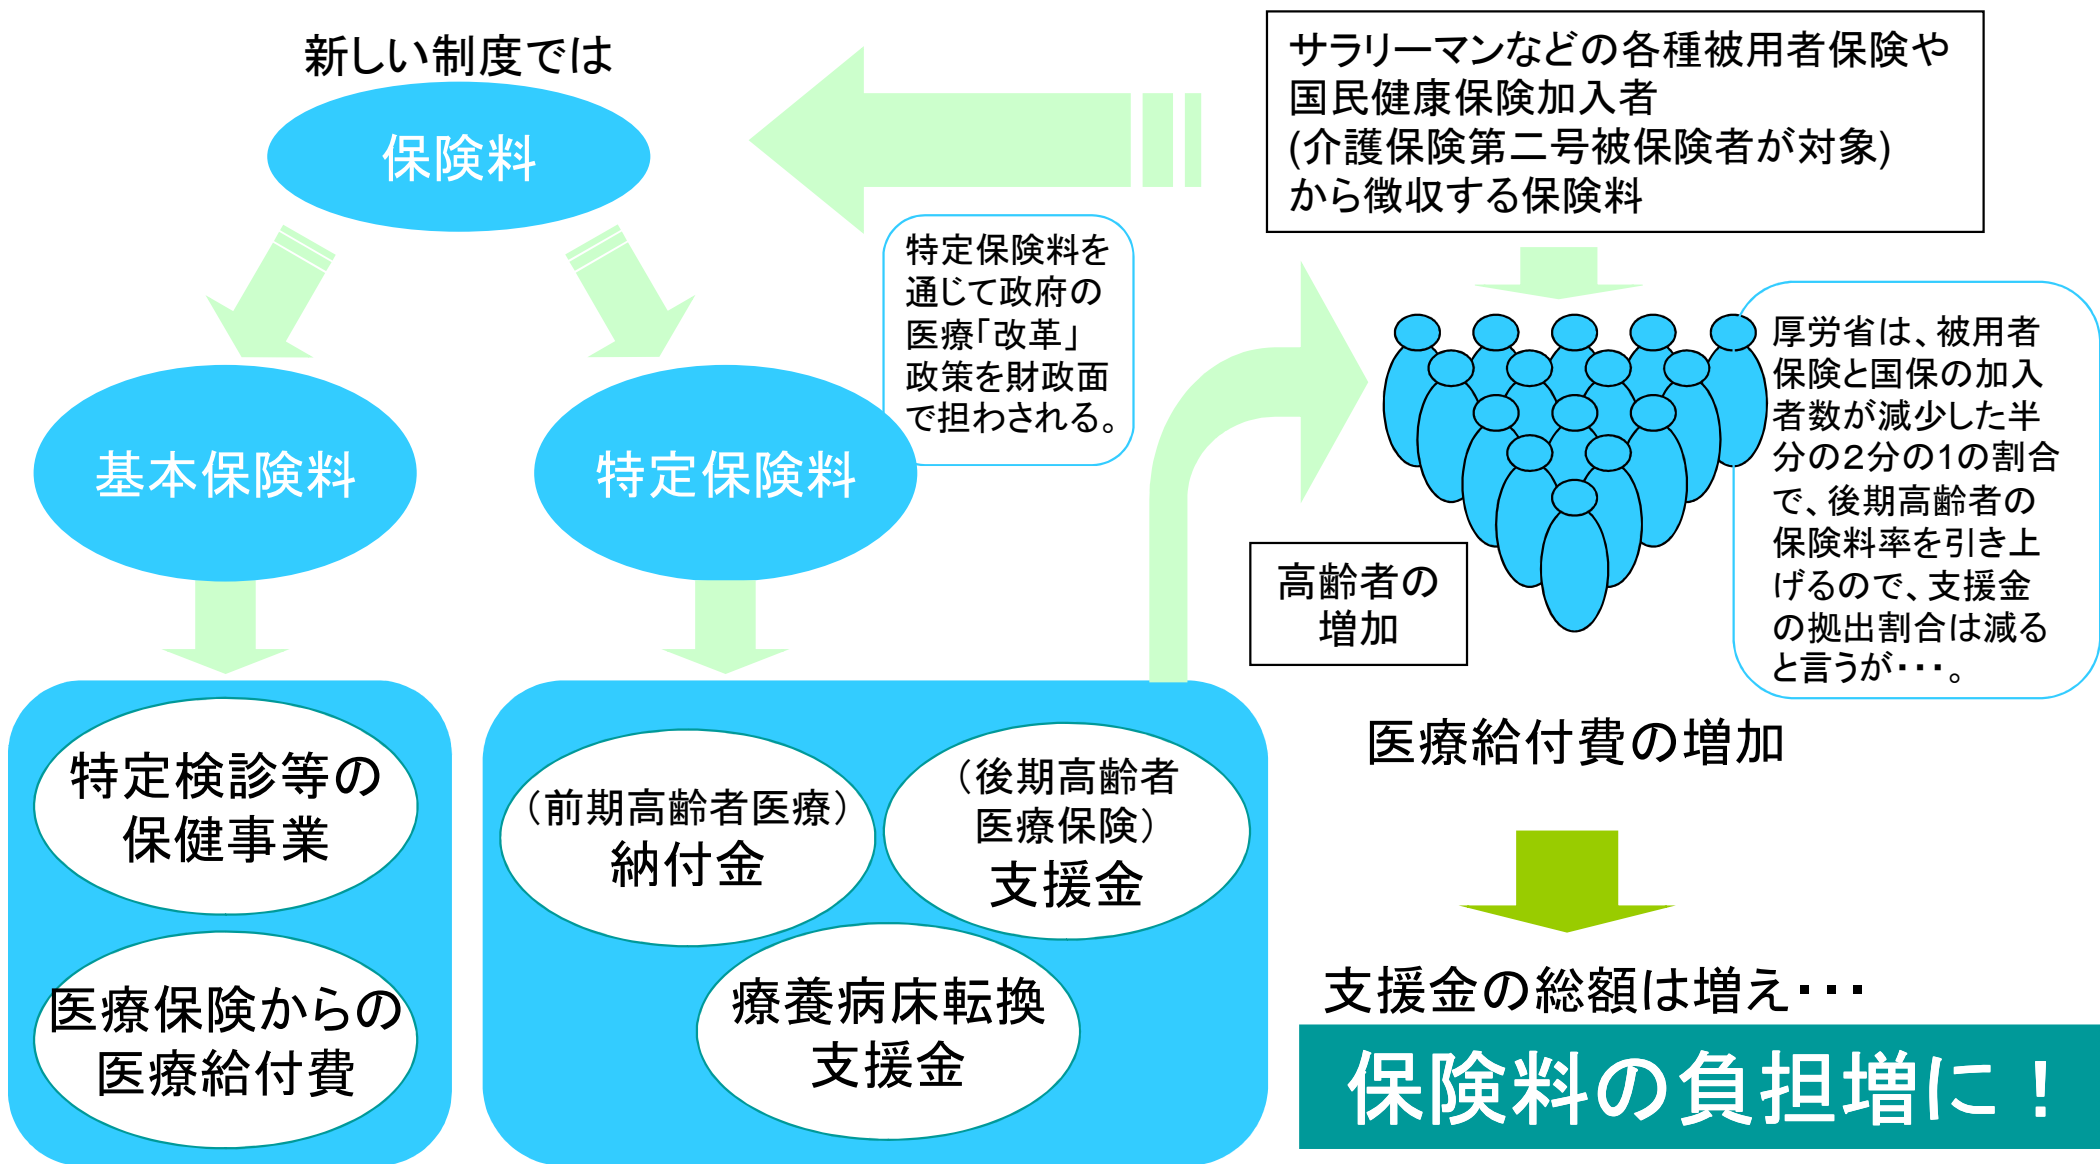 新しい制度では
保険料
サラリーマンなどの各種被用者保険や
国民健康保険加入者
(介護保険第二号被保険者が対象)
から徴収する保険料
特定保険料を
通じて政府の
医療「改革」
政策を財政面
で担わされる。
基本保険料
特定保険料
厚労省は、被用者
保険と国保の加入
者数が減少した半
分の2分の1の割合
で、後期高齢者の
保険料率を引き上
げるので、支援金
の拠出割合は減る
と言うが・・・。
高齢者の
増加
特定検診等の
保健事業
医療保険からの
医療給付費
（前期高齢者医療）
納付金
（後期高齢者
医療保険）
支援金
療養病床転換
支援金
医療給付費の増加
支援金の総額は増え・・・
保険料の負担増に！